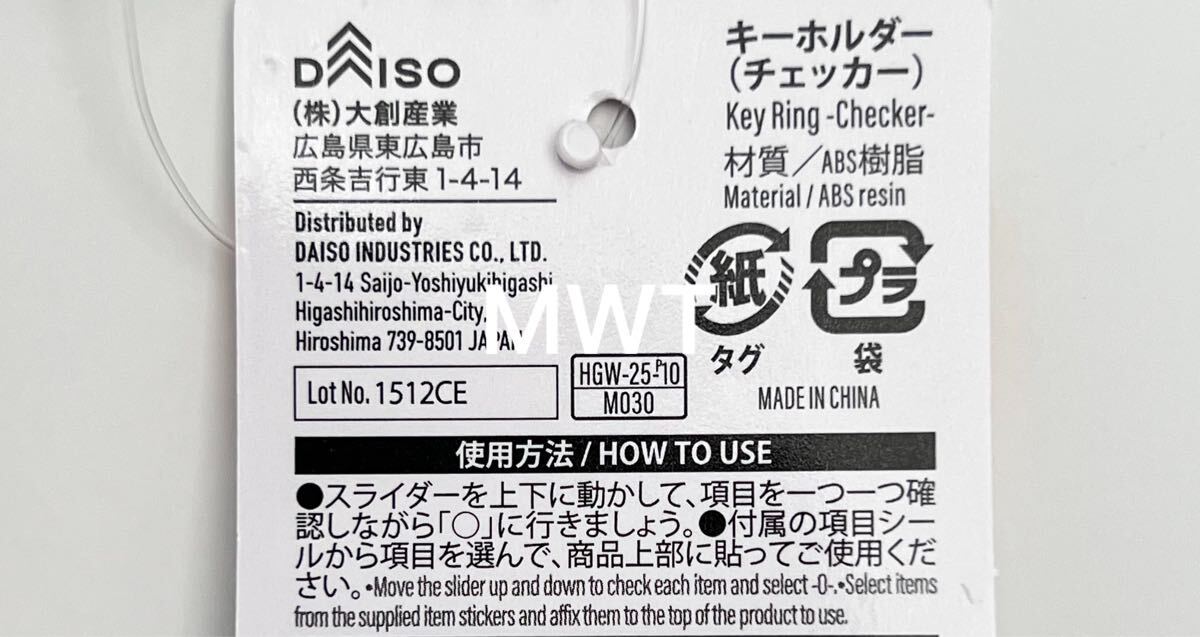 DAISO
(株)大創産業
広島県東広島市
西条吉行東1-4-14
Distributed by
DAISO INDUSTRIES CO., LTD.
1-4-14 Saijo-Yoshiyukihigashi
Higashihiroshima-City,
Hiroshima 739-8501 JAPAN
Lot No. 1512CE
HGW-25-P10
M030
キーホルダー
(チェッカー)
Key Ring -Checker-
材質／ABS樹脂
Material / ABS resin
紙
タグ
プラ
袋
MADE IN CHINA
MWT
使用方法 / HOW TO USE
●スライダーを上下に動かして、項目を一つ一つ確
認しながら「○」に行きましょう。●付属の項目シー
ルから項目を選んで、商品上部に貼ってご使用くだ
さい。•Move the slider up and down to check each item and select -O-.•Select items
from the supplied item stickers and affix them to the top of the product to use.